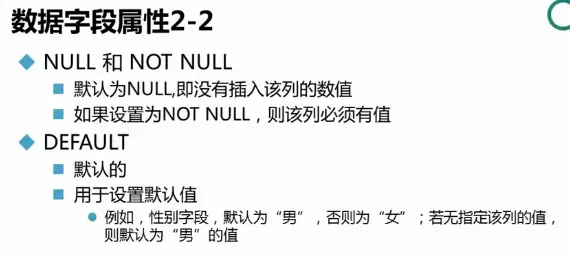 数据字段属性2-2
NULL 和 NOT NULL
默认为NULL,即没有插入该列的数值
如果设置为NOT NULL，则该列必须有值
DEFAULT
默认的
用于设置默认值
例如，性别字段，默认为“男”，否则为“女”；若无指定该列的值，
则默认为“男”的值